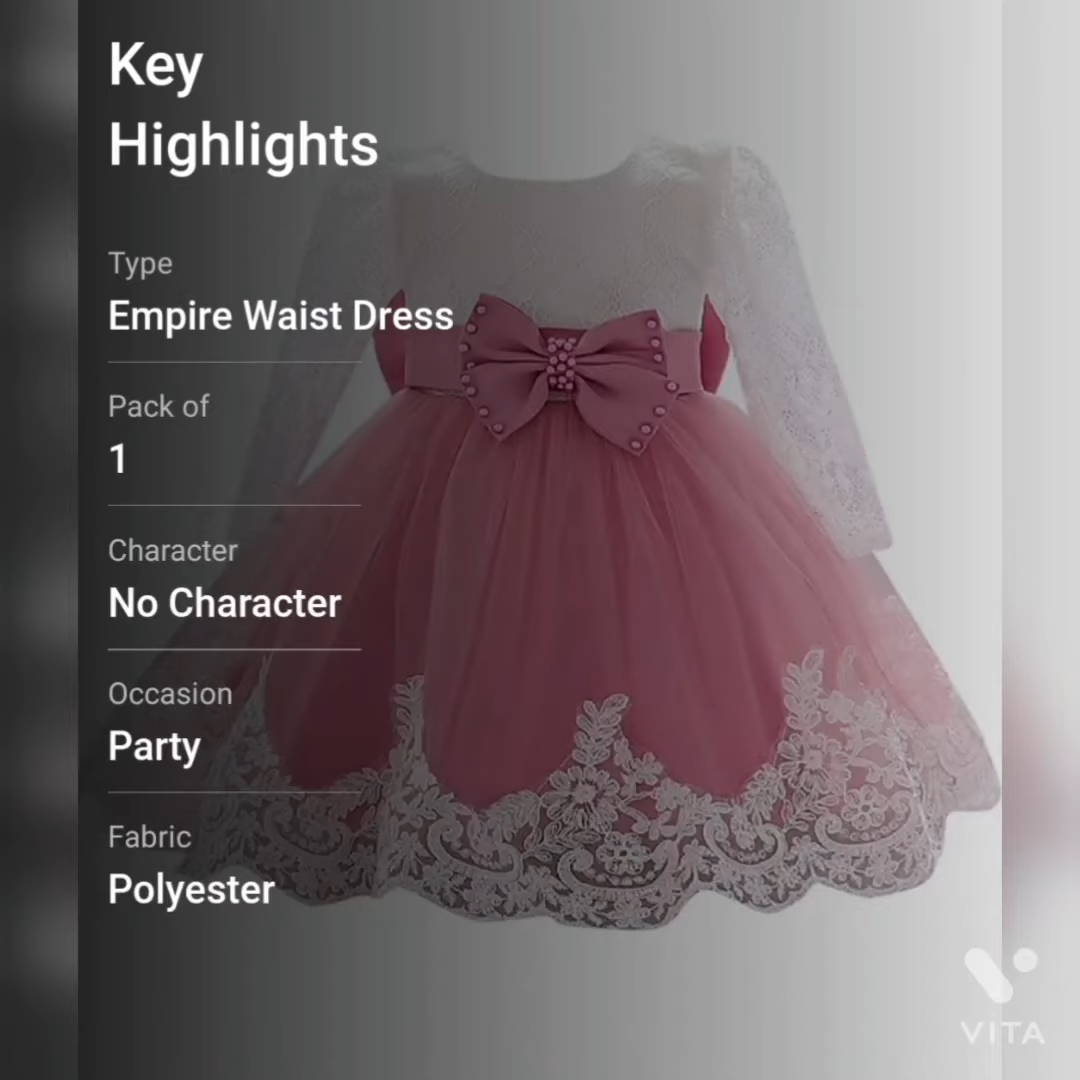 Key
Highlights
Type
Empire Waist Dress
Pack of
1
Character
No Character
Occasion
Party
Fabric
Polyester
VITA